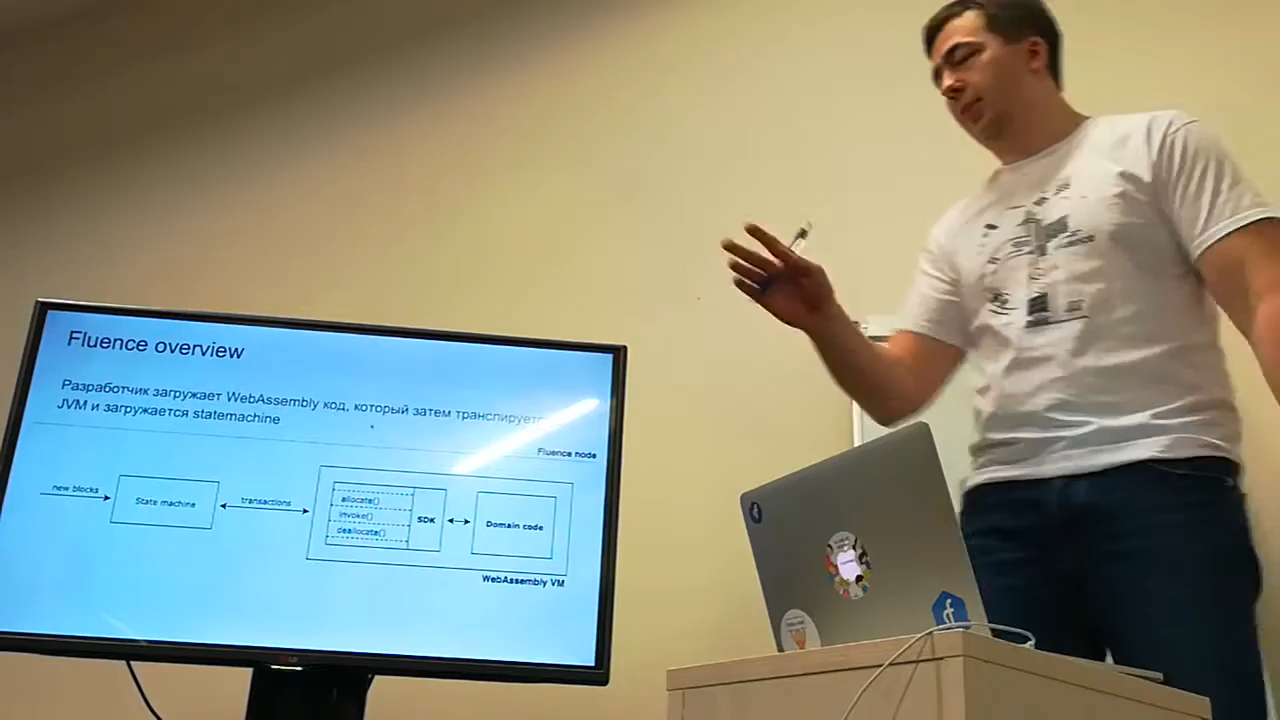 Fluence overview
Разработчик загружает WebAssembly код, который затем транспирует
JVM и загружается statemachine
Fluence node
new blocks
State machine
transactions
allocate()
invoke()
deallocate()
SDK
Domain code
WebAssembly VM